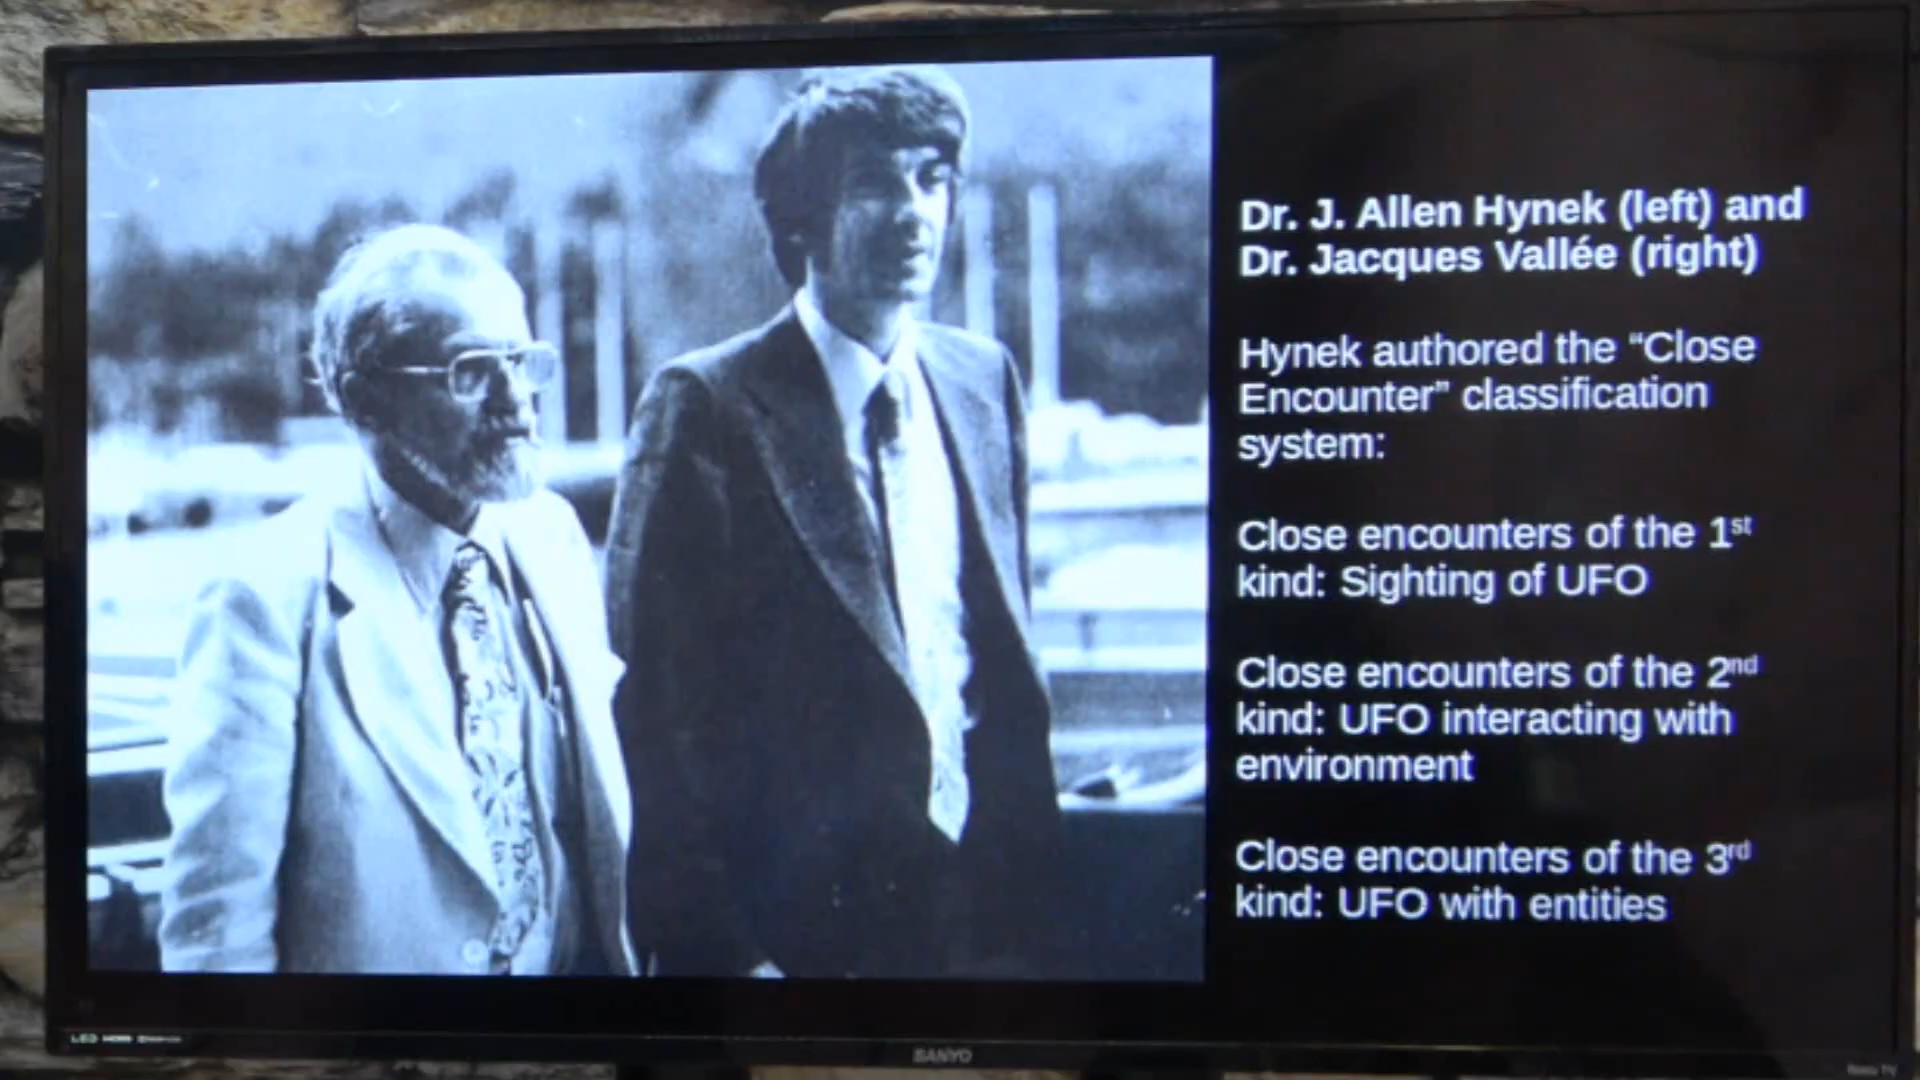 Dr. J. Allen Hynek (left) and
Dr. Jacques Vallée (right)
Hynek authored the “Close
Encounter” classification
system:
Close encounters of the 1st
kind: Sighting of UFO
Close encounters of the 2nd
kind: UFO interacting with
environment
Close encounters of the 3rd
kind: UFO with entities
SANYO
Roku TV